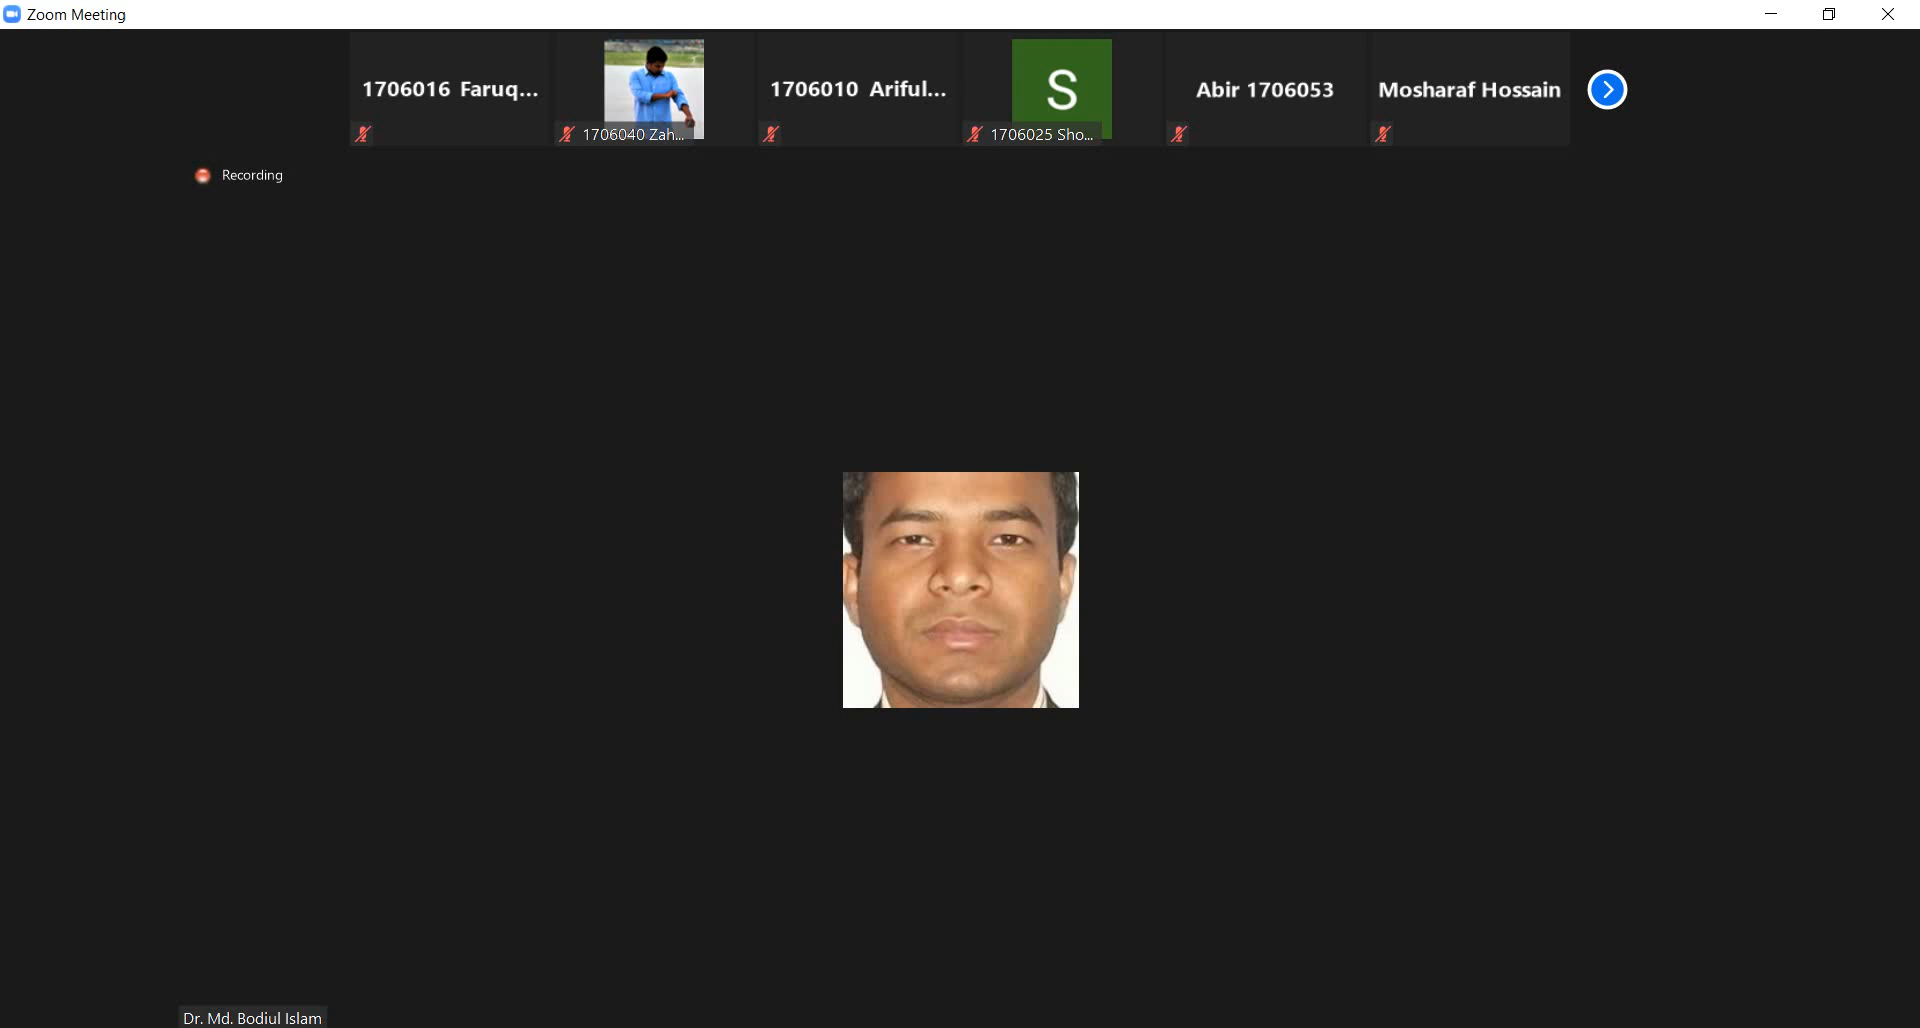 Zoom Meeting
1706016 Faruq...
1706040 Zah...
1706010 Ariful...
S
1706025 Sho...
Abir 1706053
Mosharaf Hossain
Recording
Dr. Md. Bodiul Islam